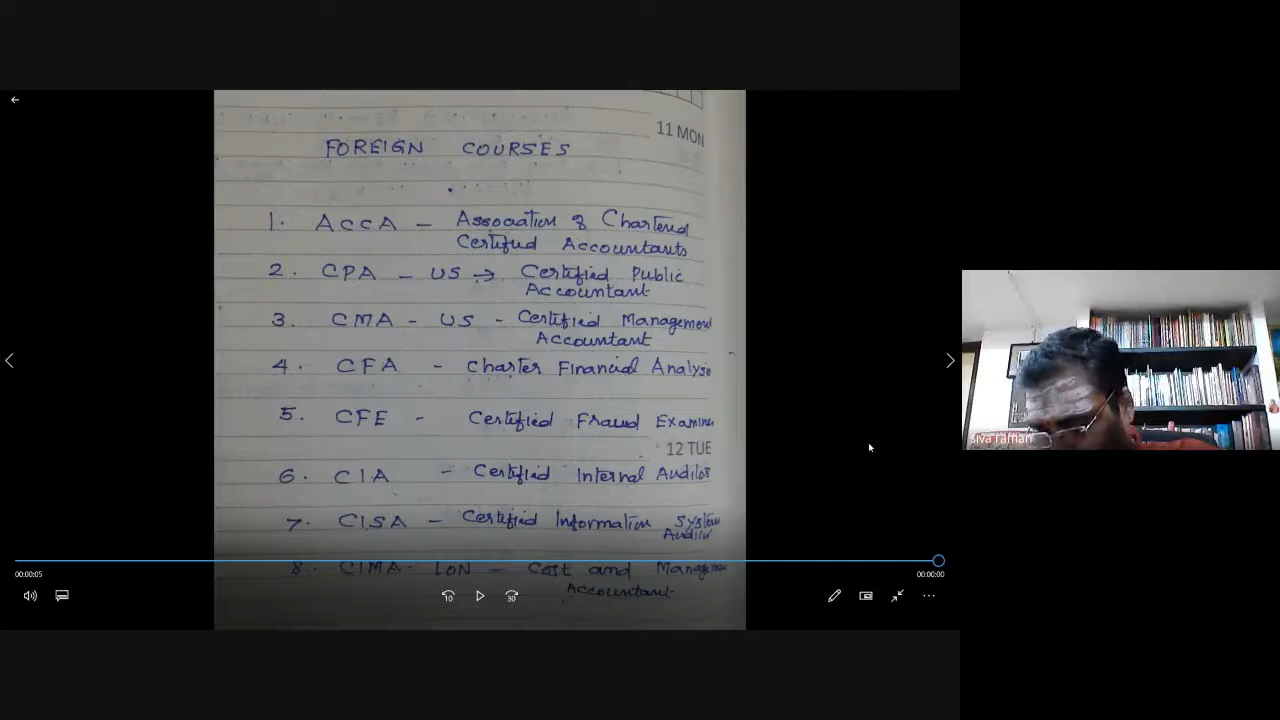 11 MON
FOREIGN COURSES
1. ACCA - Association of Chartered
Certified Accountants
2. CPA - US → Certified Public
Accountant
3. CMA - US - Certified Management
Accountant
4. CFA - Charter Financial Analyst
5. CFE - Certified Fraud Examiner
12 TUE
6. CIA - Certified Internal Auditor
siva raman
7. CISA - Certified Information System
Auditor
8. CIMA - LON - Cost and Management
Accountant
00:00:05
00:00:00
10
30